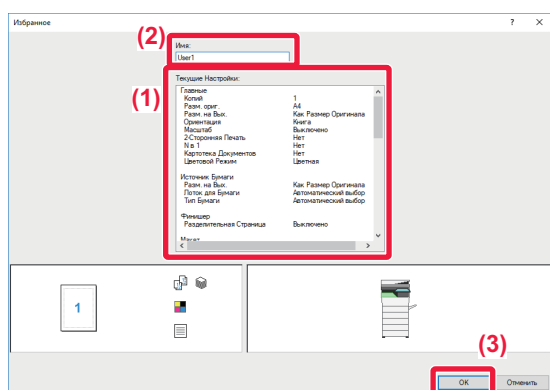 Избранное ? ×
(2)
Имя:
User1
(1)
Текущие Настройки:
Главные
Копий 1
Разм. ориг. A4
Разм. на Вых. Как Размер Оригинала
Ориентация Книга
Масштаб Выключено
2-Сторонняя Печать Нет
N в 1 Нет
Картотека Документов Нет
Цветовой Режим Цветная
Источник Бумаги
Разм. на Вых. Как Размер Оригинала
Поток для Бумаги Автоматический выбор
Тип Бумаги Автоматический выбор
Финишер
Разделительная Страница Выключено
Макет
1
(3)
OK Отменить